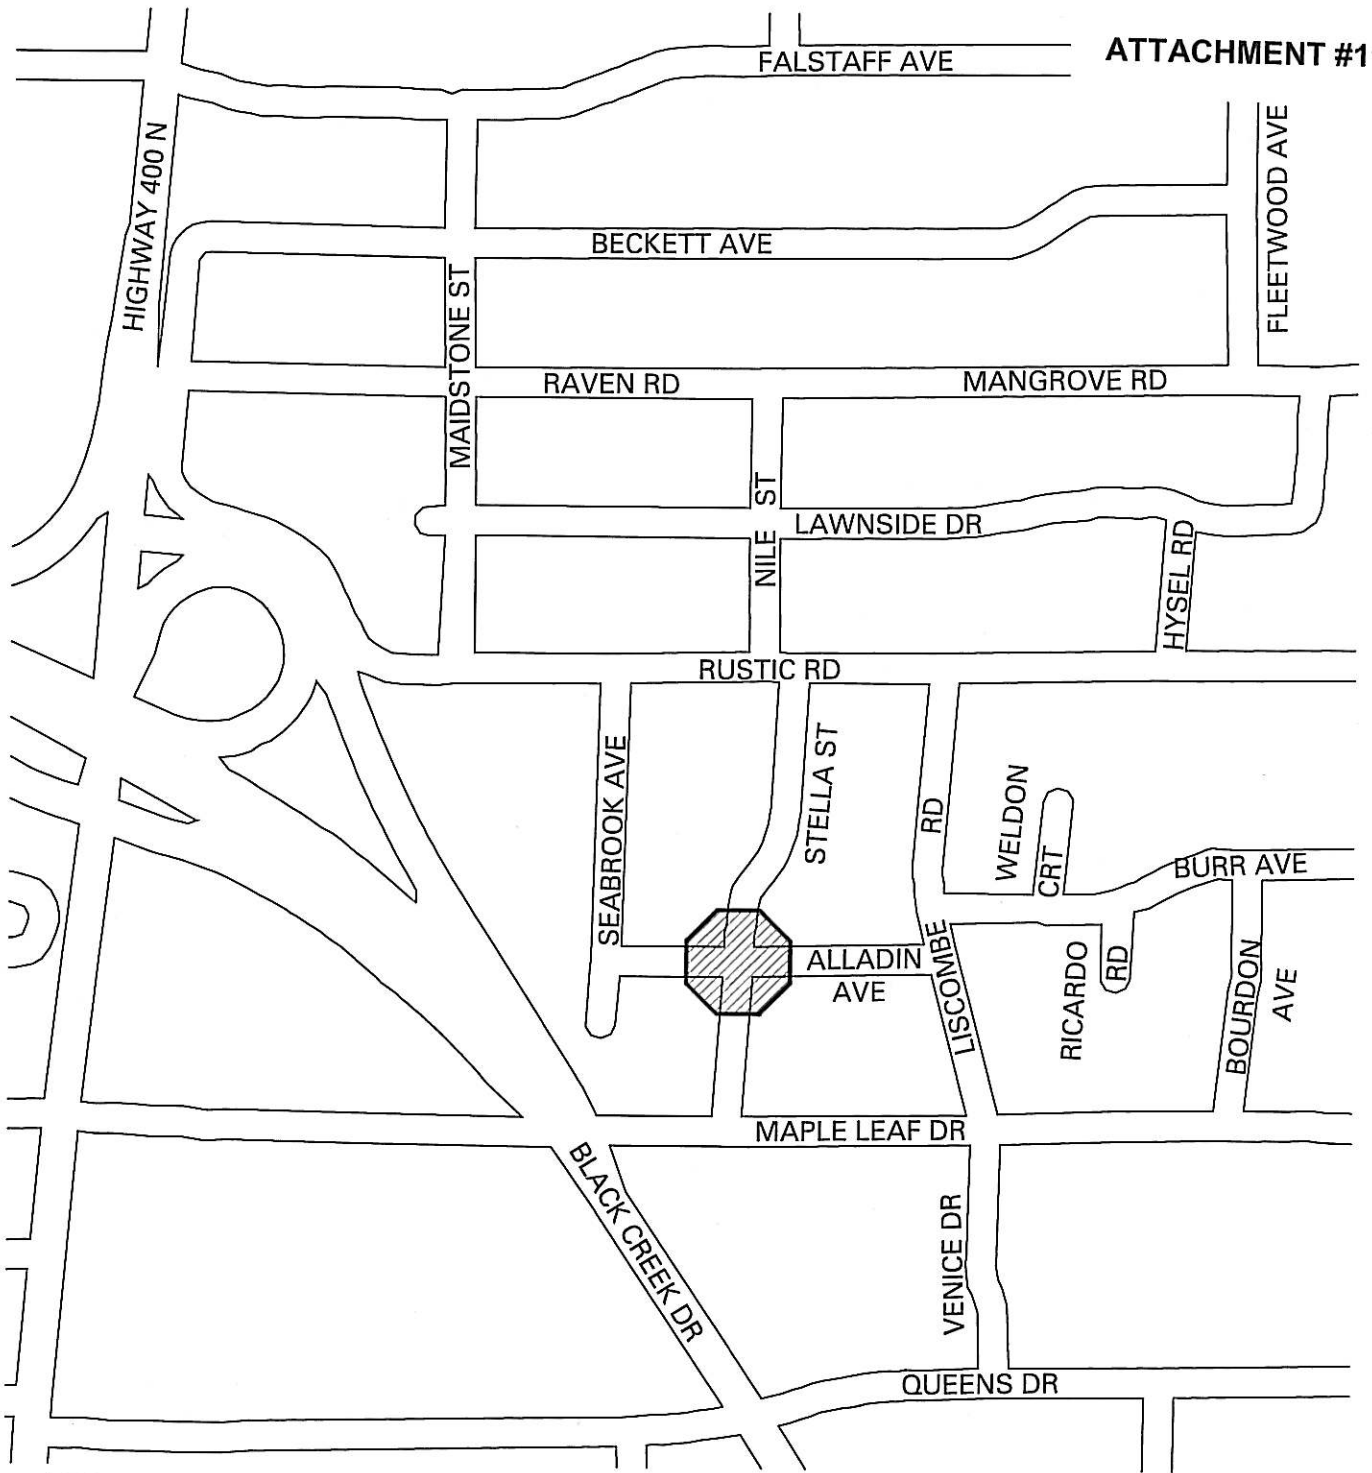 ATTACHMENT #1
FALSTAFF AVE
HIGHWAY 400 N
FLEETWOOD AVE
BECKETT AVE
MAIDSTONE ST
RAVEN RD
MANGROVE RD
NILE ST
LAWNSIDE DR
HYSEL RD
RUSTIC RD
SEABROOK AVE
STELLA ST
LISCOMBE RD
WELDON
CRT
BURR AVE
ALLADIN
AVE
RICARDO
RD
BOURDON
AVE
MAPLE LEAF DR
BLACK CREEK DR
VENICE DR
QUEENS DR